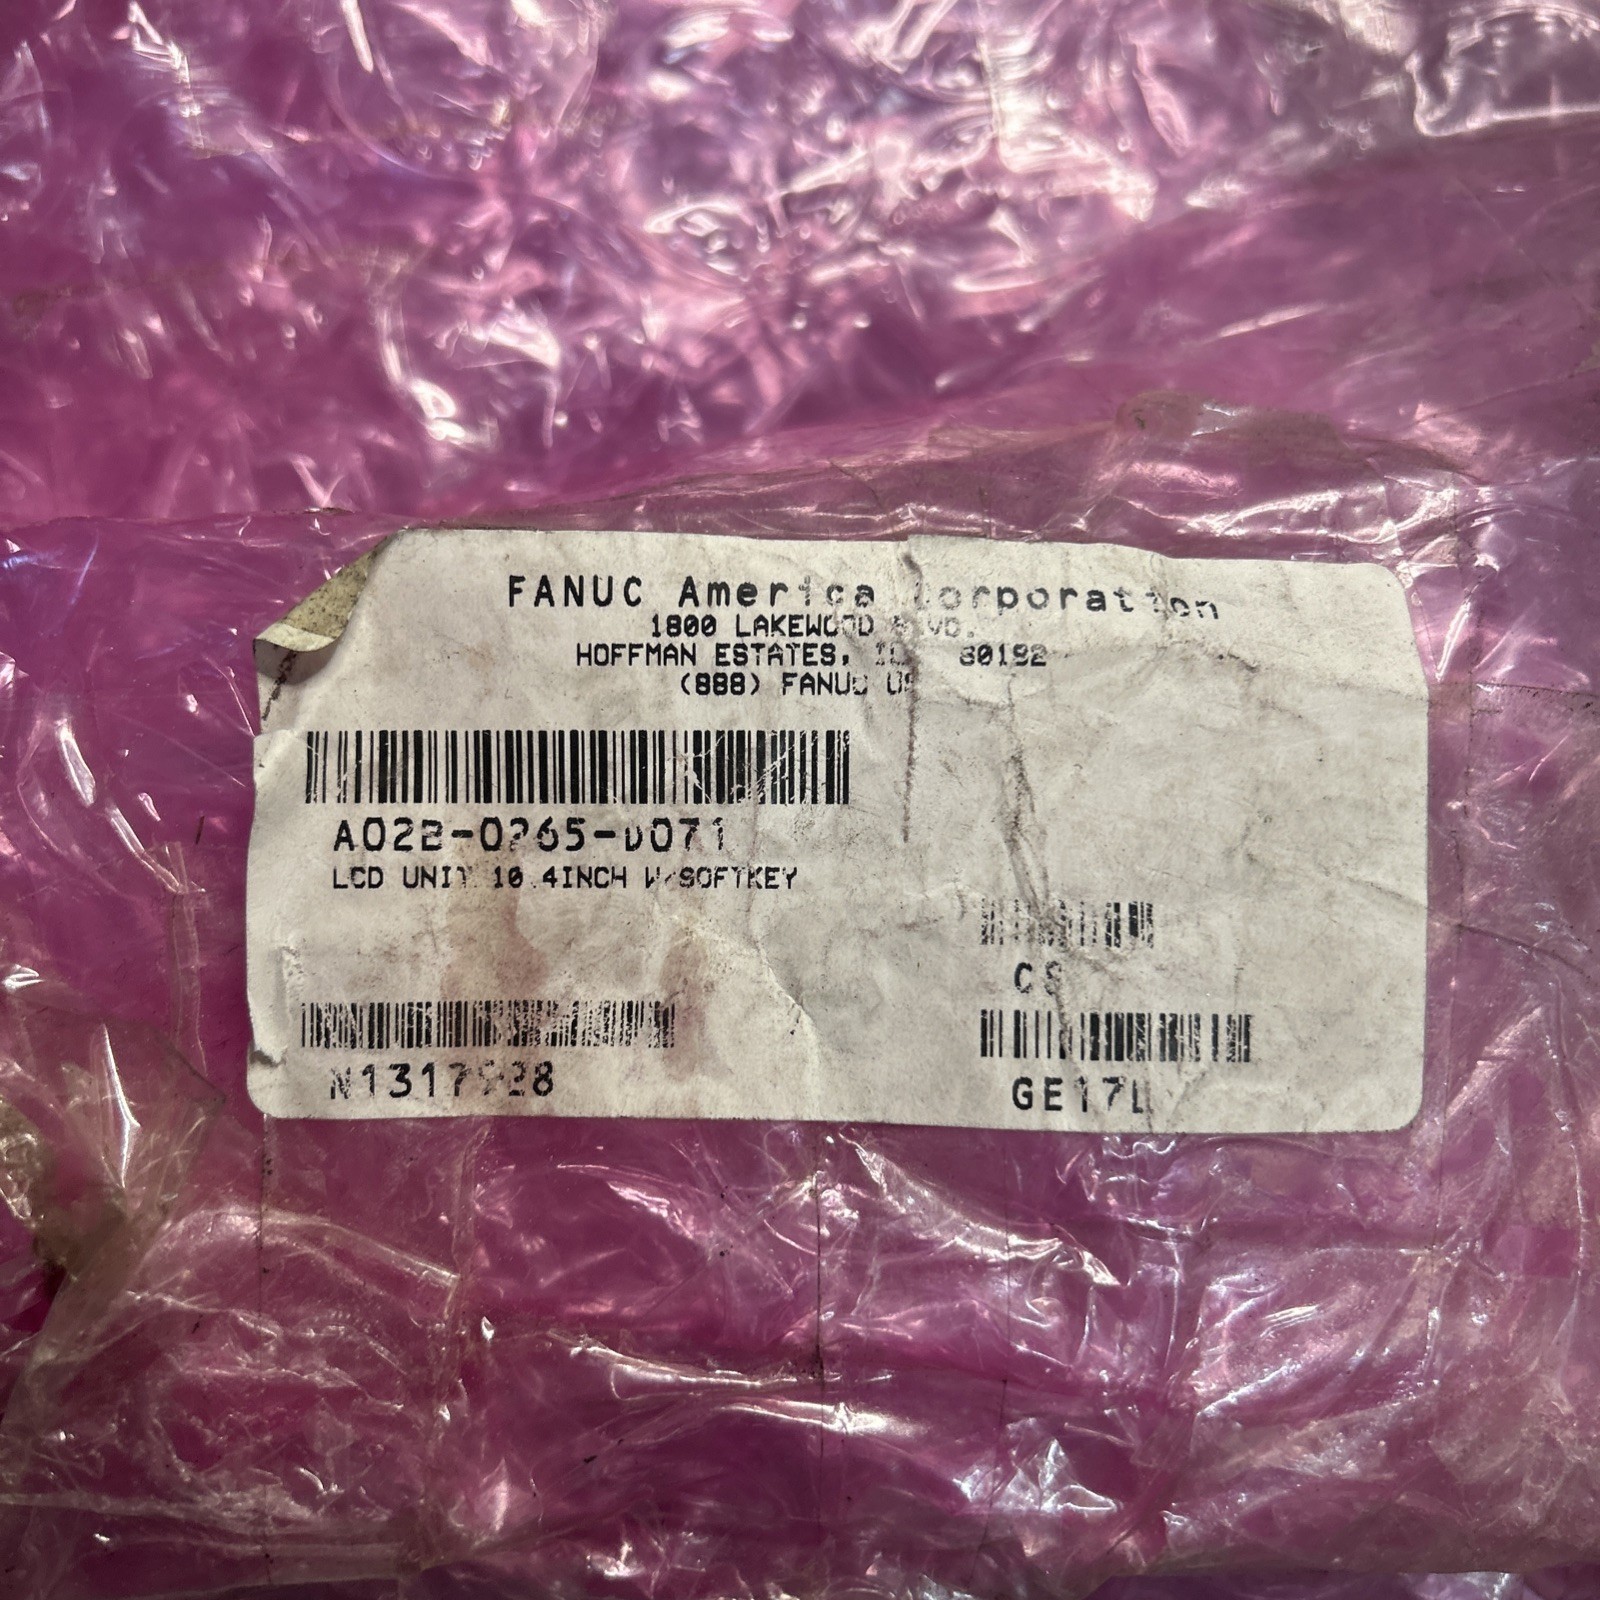 FANUC America Corporation
1800 LAKEWOOD BLVD.
HOFFMAN ESTATES, IL 60192
(888) FANUC US
A02B-0265-D071
LCD UNIT 10.4INCH W/SOFTKEY
CS
N1317928
GE17L